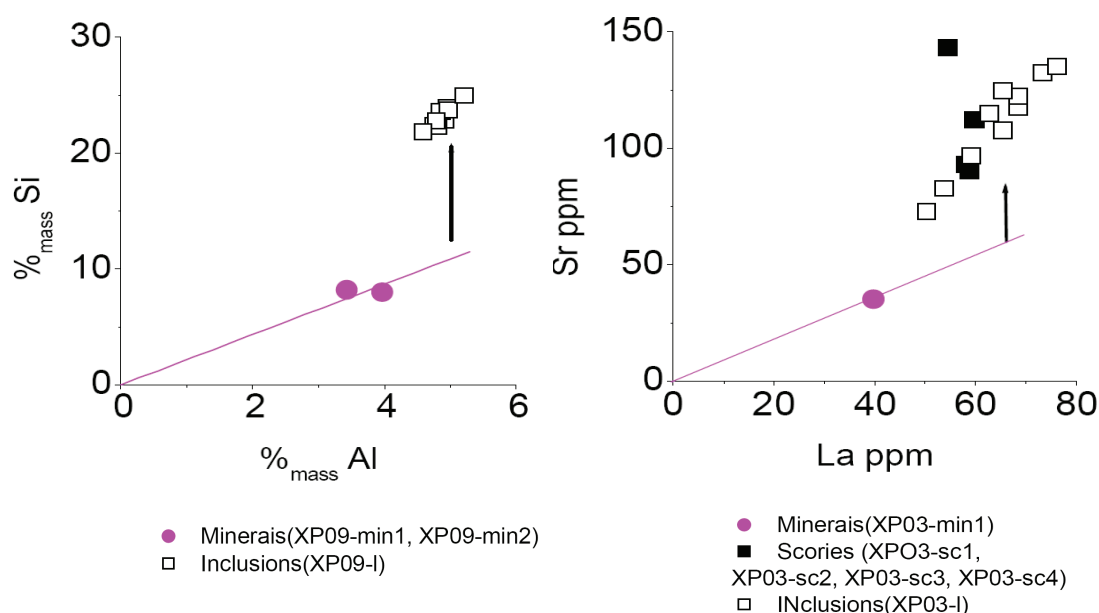 30
20
10
0
%mass Si
0
2
4
6
%mass Al
Minerais(XP09-min1, XP09-min2)
Inclusions(XP09-I)
150
100
50
0
Sr ppm
0
20
40
60
80
La ppm
Minerais(XP03-min1)
Scories (XPO3-sc1,
XP03-sc2, XP03-sc3, XP03-sc4)
INclusions(XP03-I)